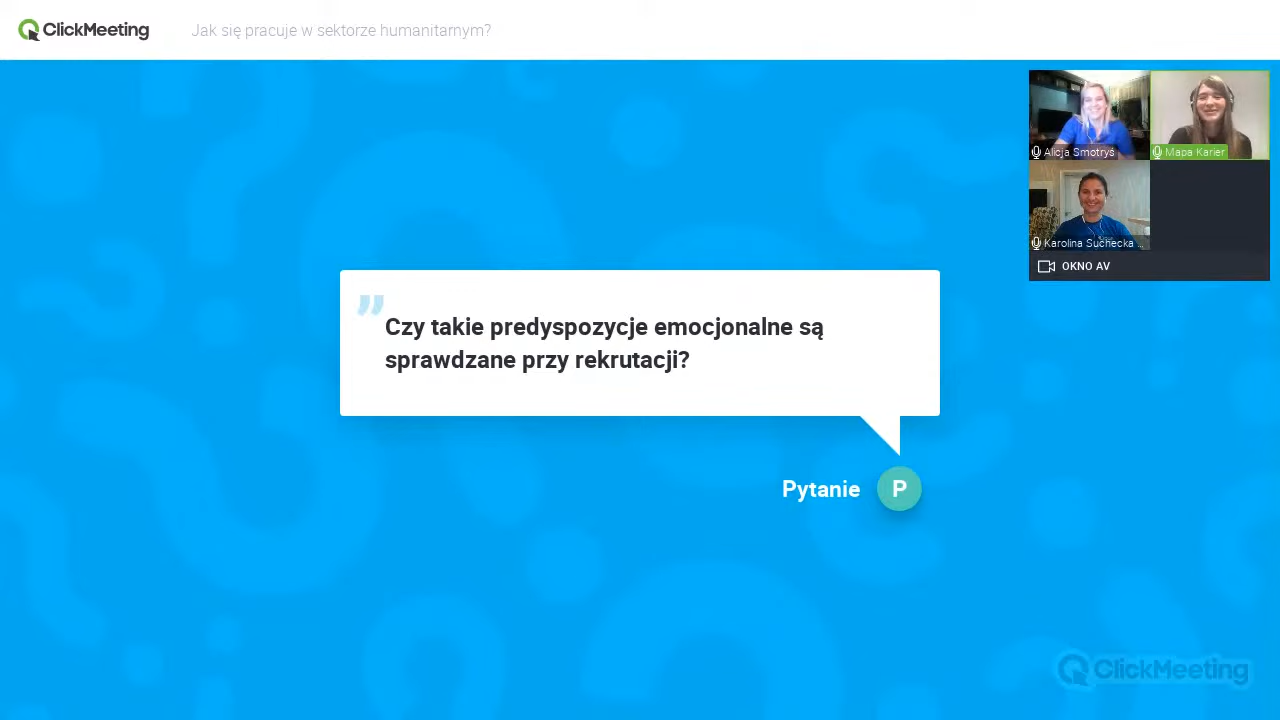 ClickMeeting
Jak się pracuje w sektorze humanitarnym?
Alicja Smotryś
Mapa Karier
Karolina Suchecka ...
OKNO AV
Czy takie predyspozycje emocjonalne są
sprawdzane przy rekrutacji?
Pytanie P
ClickMeeting